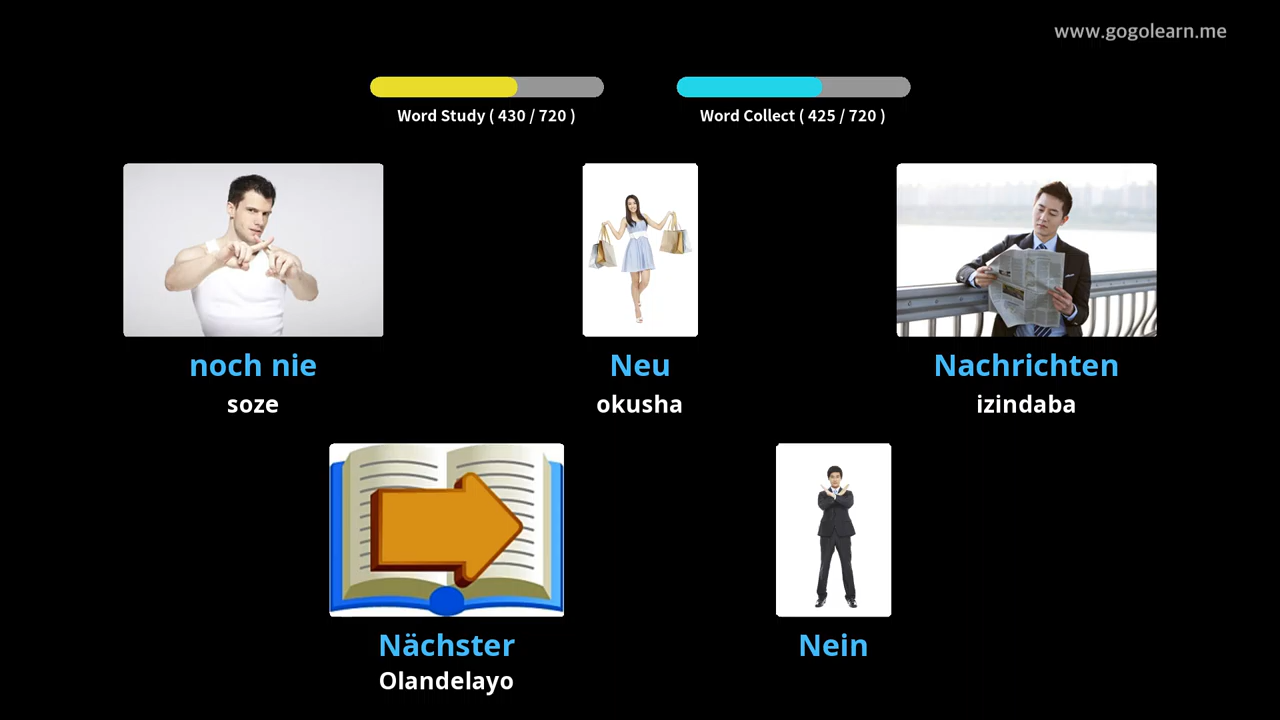 www.gogolearn.me
Word Study ( 430 / 720 )
Word Collect ( 425 / 720 )
noch nie
soze
Neu
okusha
Nachrichten
izindaba
Nächster
Olandelayo
Nein